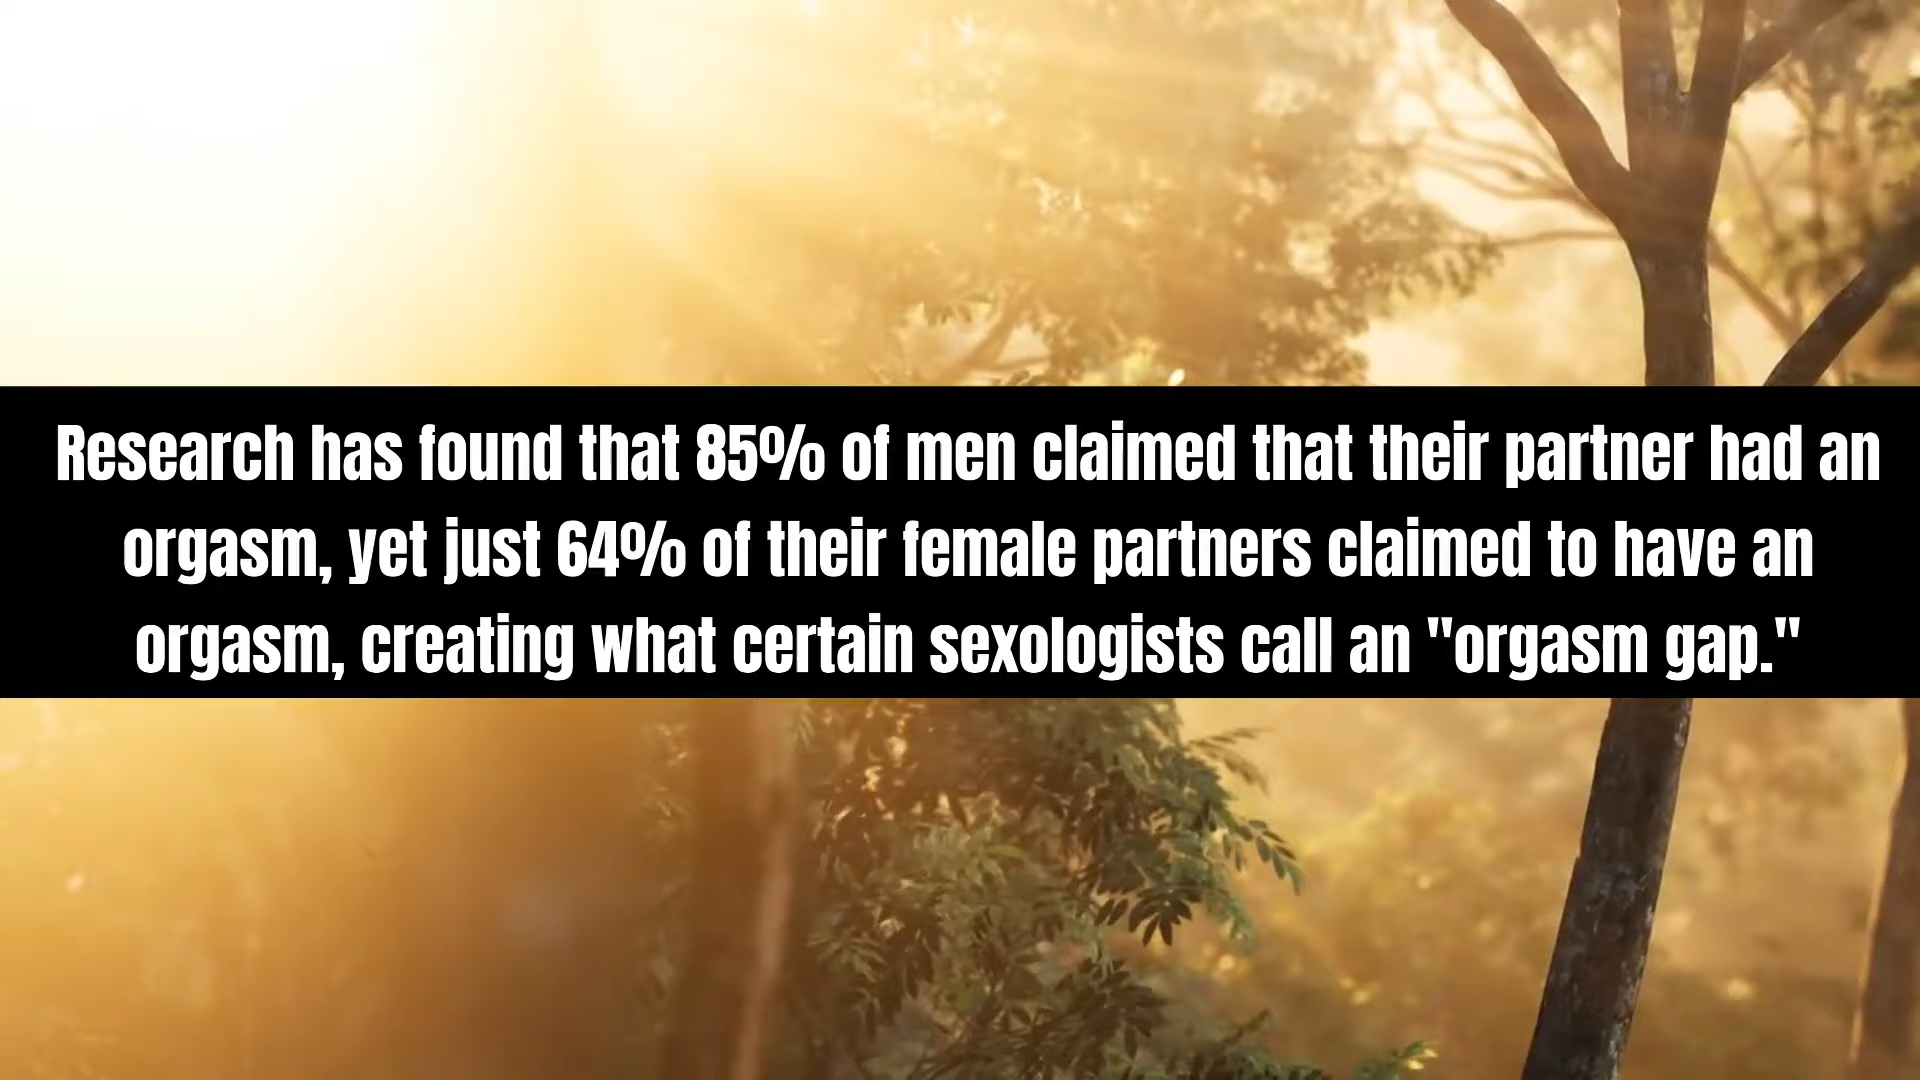 Research has found that 85% of men claimed that their partner had an
orgasm, yet just 64% of their female partners claimed to have an
orgasm, creating what certain sexologists call an "orgasm gap."